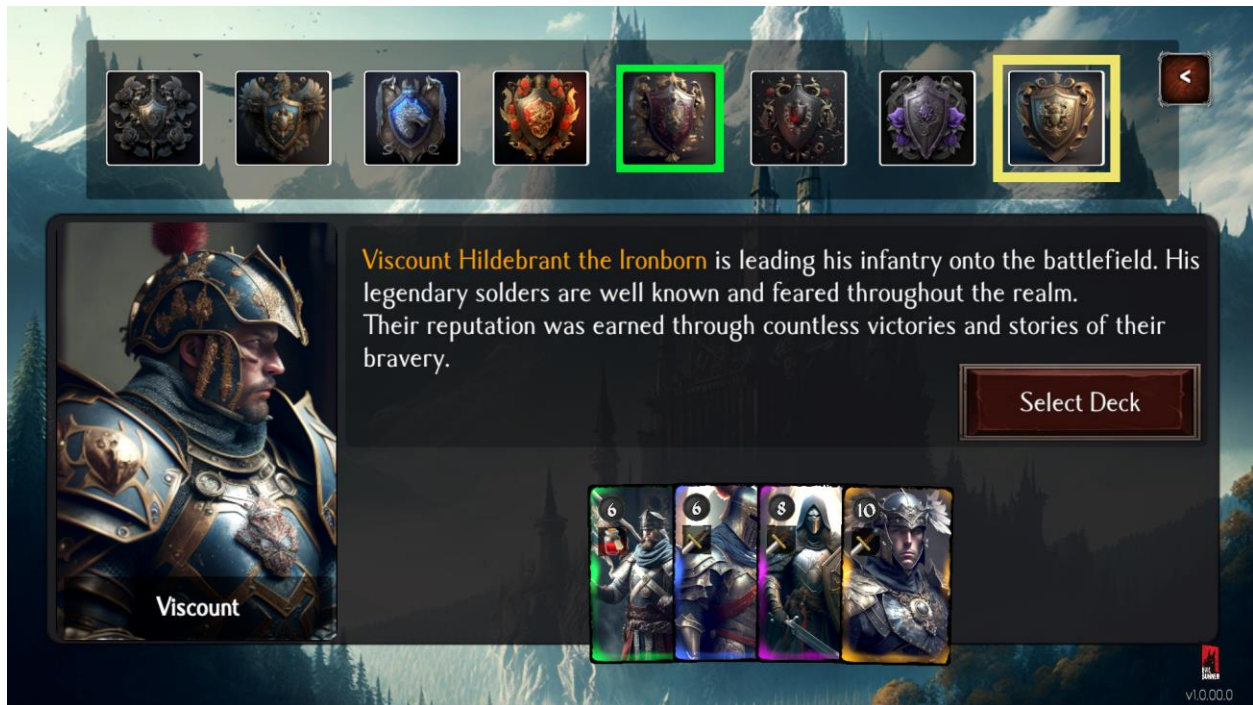 <
Viscount Hildebrant the Ironborn is leading his infantry onto the battlefield. His
legendary solders are well known and feared throughout the realm.
Their reputation was earned through countless victories and stories of their
bravery.
Select Deck
6
6
8
10
Viscount
v1.0.00.0